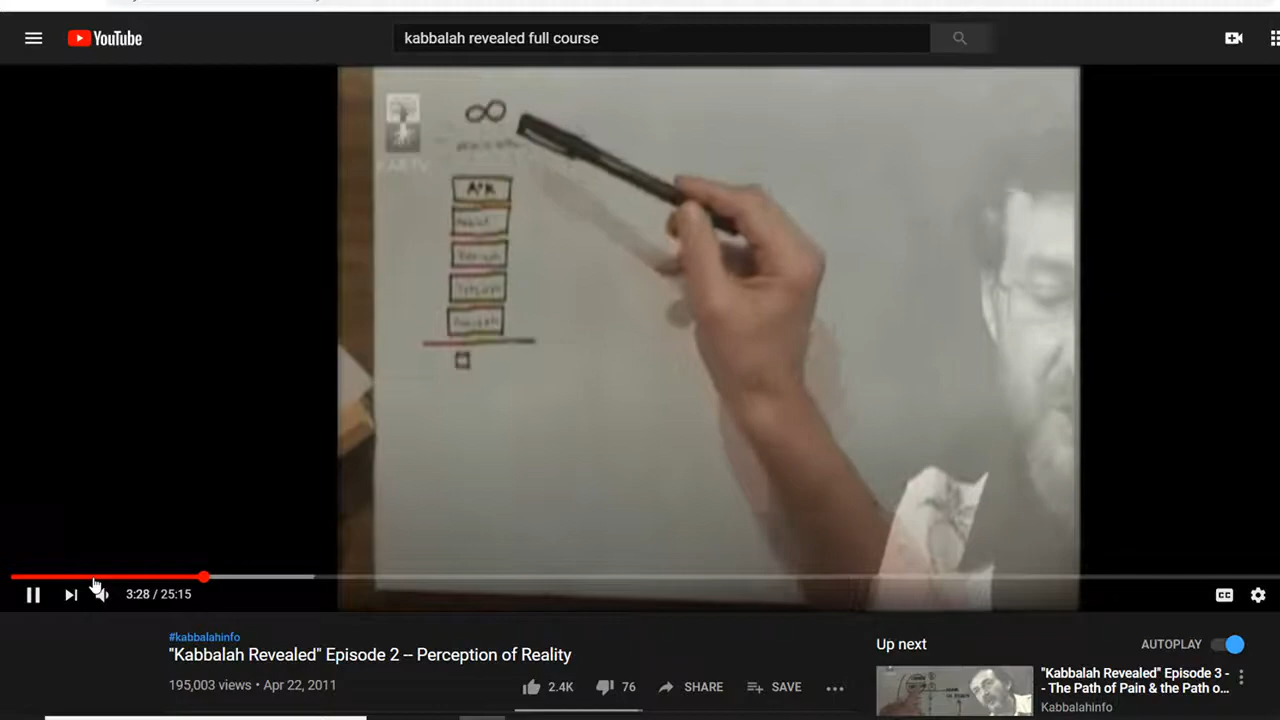 YouTube
kabbalah revealed full course
∞
A"K
3:28 / 25:15
CC
#kabbalahinfo
"Kabbalah Revealed" Episode 2 -- Perception of Reality
195,003 views • Apr 22, 2011
2.4K
76
SHARE
SAVE
Up next
AUTOPLAY
"Kabbalah Revealed" Episode 3 -
- The Path of Pain & the Path o...
Kabbalahinfo